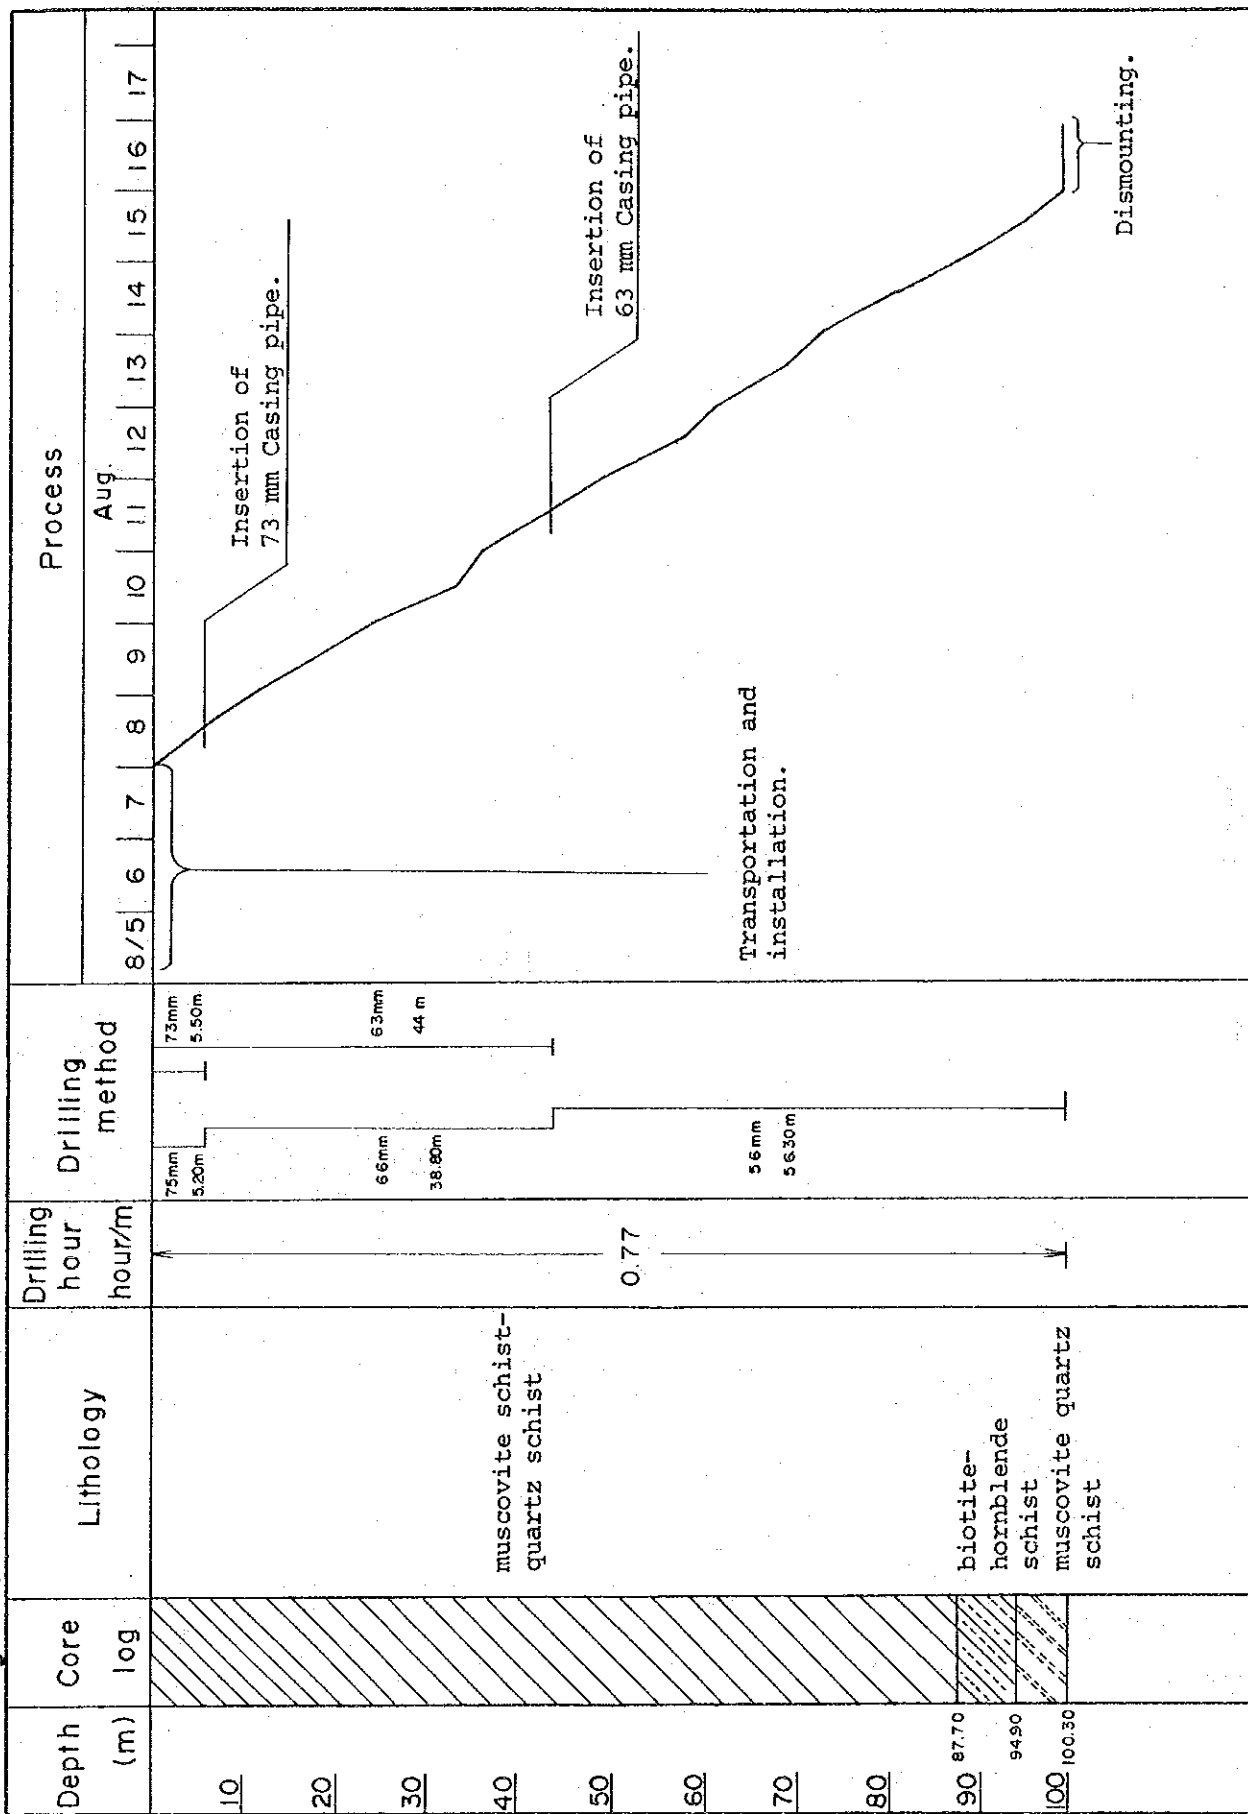 Depth
(m)
Core
log
Lithology
Drilling
hour
hour/m
Drilling
method
Process
Aug.
8/5
6
7
8
9
10
11
12
13
14
15
16
17
10
20
30
40
50
60
70
80
90
100
87.70
94.90
100.30
muscovite schist-
quartz schist
biotite-
hornblende
schist
muscovite quartz
schist
0.77
75mm
5.20m
66mm
38.80m
56mm
56.30m
73mm
5.50m
63mm
44 m
Transportation and
installation.
Insertion of
73 mm Casing pipe.
Insertion of
63 mm Casing pipe.
Dismounting.